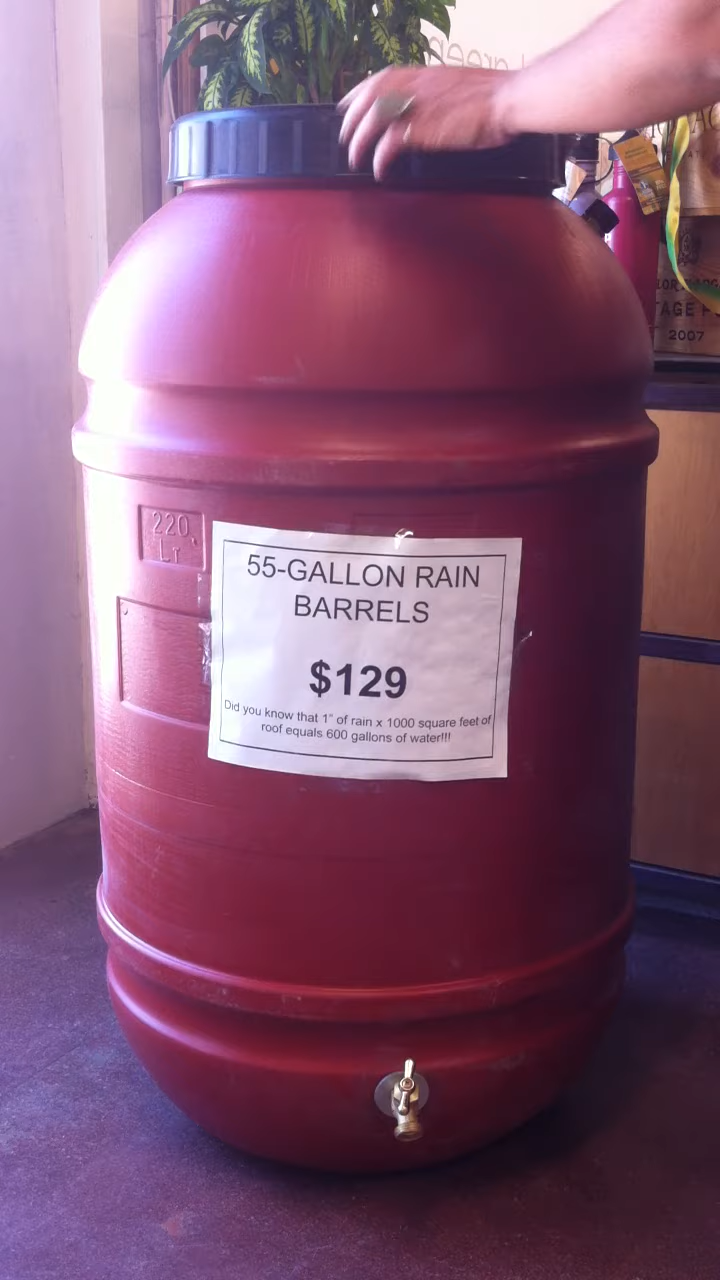 220
Lr
55-GALLON RAIN
BARRELS
$129
Did you know that 1" of rain x 1000 square feet of
roof equals 600 gallons of water!!!
2007